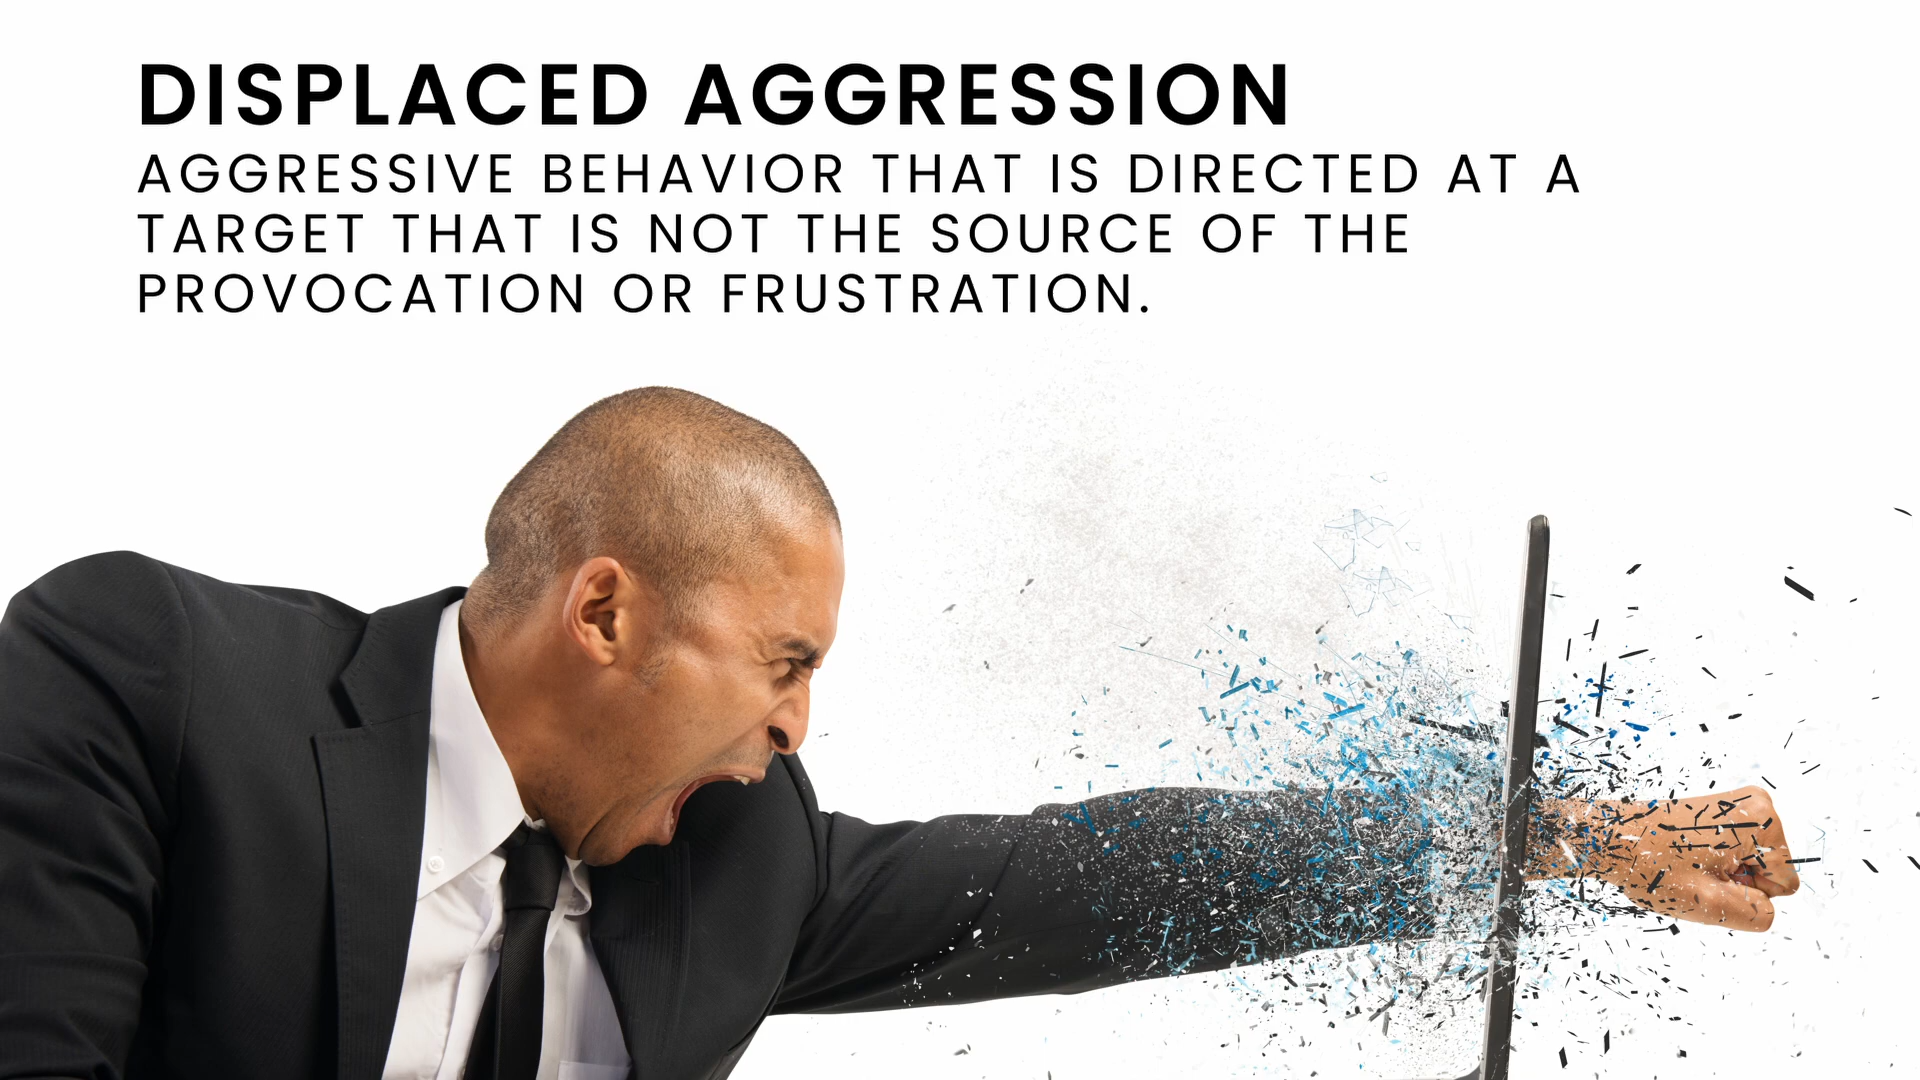 DISPLACED AGGRESSION
AGGRESSIVE BEHAVIOR THAT IS DIRECTED AT A
TARGET THAT IS NOT THE SOURCE OF THE
PROVOCATION OR FRUSTRATION.